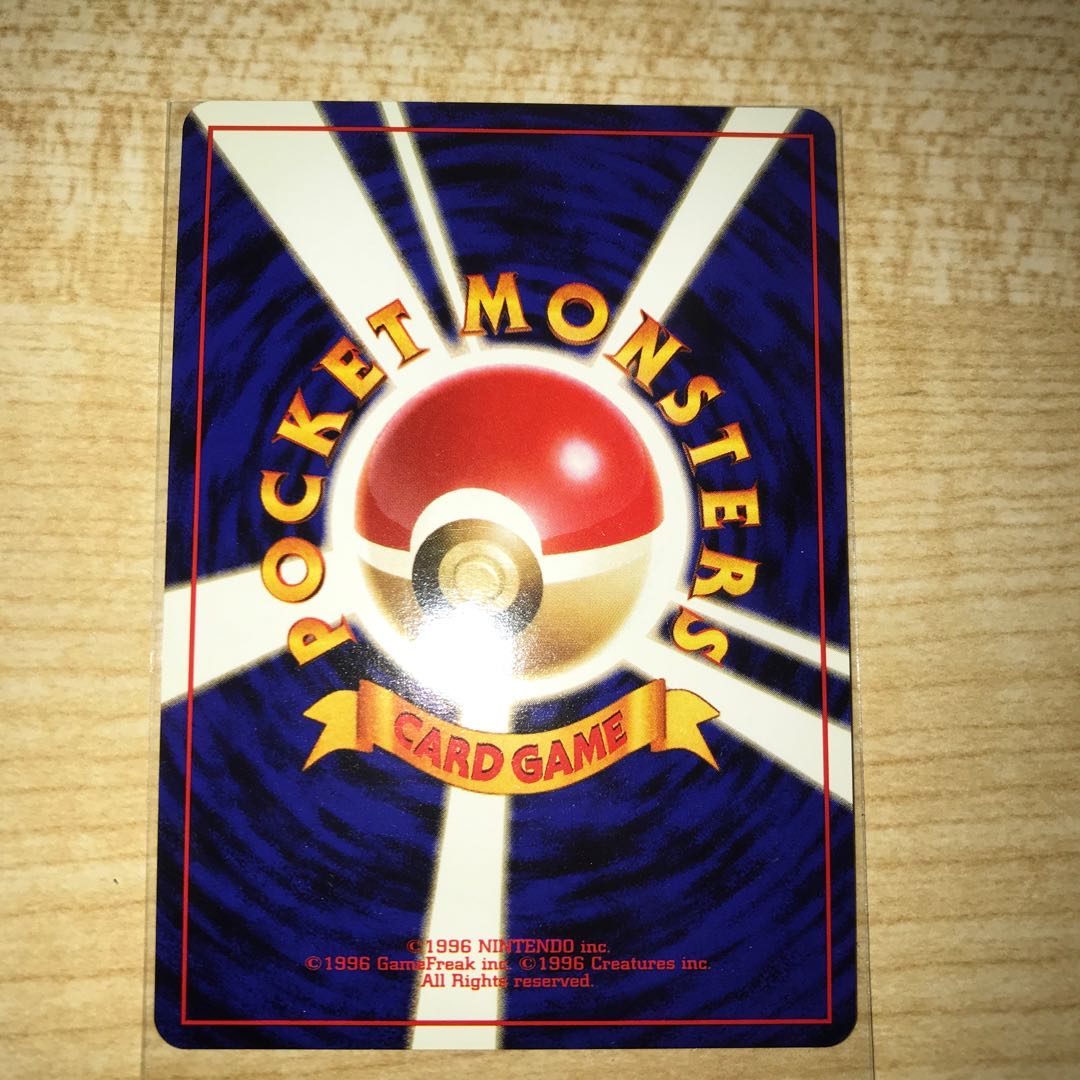 POCKET MONSTERS
CARD GAME
©1996 NINTENDO inc.
©1996 GameFreak inc. ©1996 Creatures inc.
All Rights reserved.